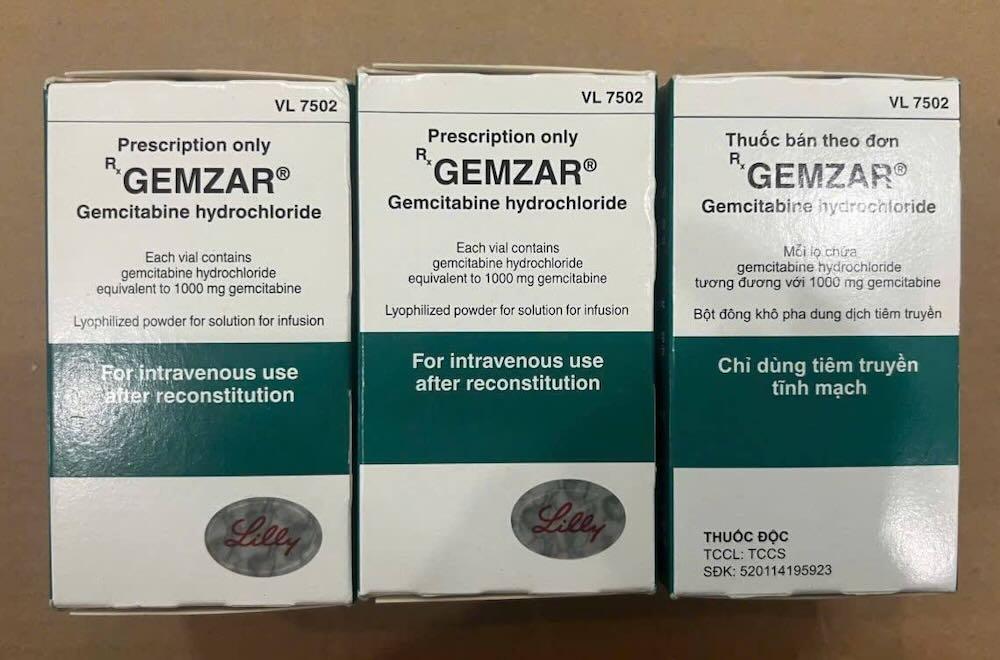 VL 7502
Prescription only
Rx GEMZAR®
Gemcitabine hydrochloride
Each vial contains
gemcitabine hydrochloride
equivalent to 1000 mg gemcitabine
Lyophilized powder for solution for infusion
For intravenous use
after reconstitution
Lilly
VL 7502
Prescription only
Rx GEMZAR®
Gemcitabine hydrochloride
Each vial contains
gemcitabine hydrochloride
equivalent to 1000 mg gemcitabine
Lyophilized powder for solution for infusion
For intravenous use
after reconstitution
Lilly
VL 7502
Thuốc bán theo đơn
Rx GEMZAR®
Gemcitabine hydrochloride
Mỗi lọ chứa
gemcitabine hydrochloride
tương đương với 1000 mg gemcitabine
Bột đông khô pha dung dịch tiêm truyền
Chỉ dùng tiêm truyền
tĩnh mạch
THUỐC ĐỘC
TCCL: TCCS
SĐK: 520114195923